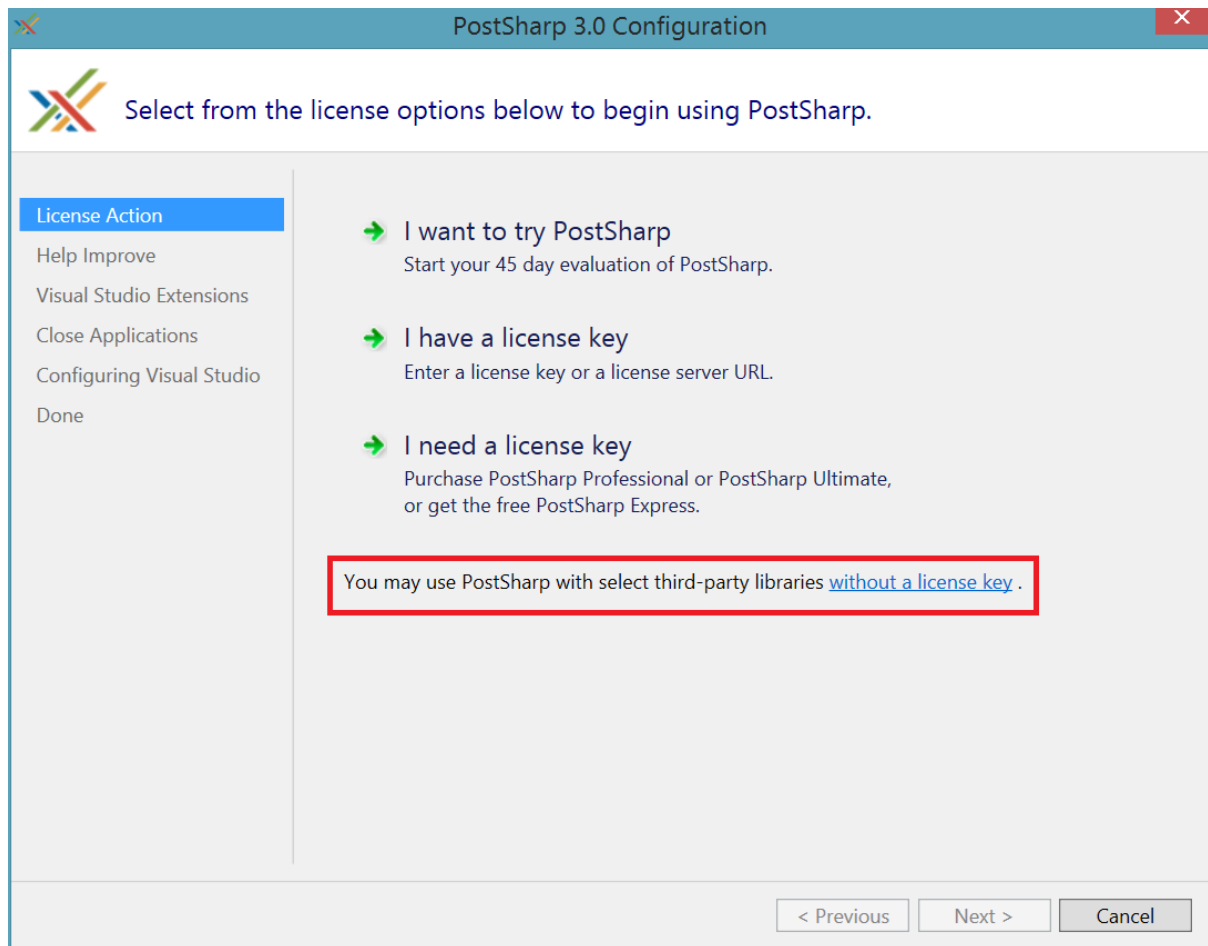 PostSharp 3.0 Configuration
Select from the license options below to begin using PostSharp.
License Action
Help Improve
Visual Studio Extensions
Close Applications
Configuring Visual Studio
Done
I want to try PostSharp
Start your 45 day evaluation of PostSharp.
I have a license key
Enter a license key or a license server URL.
I need a license key
Purchase PostSharp Professional or PostSharp Ultimate,
or get the free PostSharp Express.
You may use PostSharp with select third-party libraries without a license key .
< Previous
Next >
Cancel